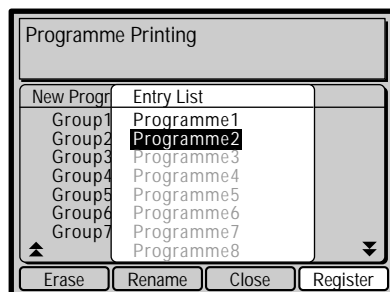 Programme Printing
New Progr Entry List
Group1 Programme1
Group2 Programme2
Group3 Programme3
Group4 Programme4
Group5 Programme5
Group6 Programme6
Group7 Programme7
Programme8
Erase Rename Close Register